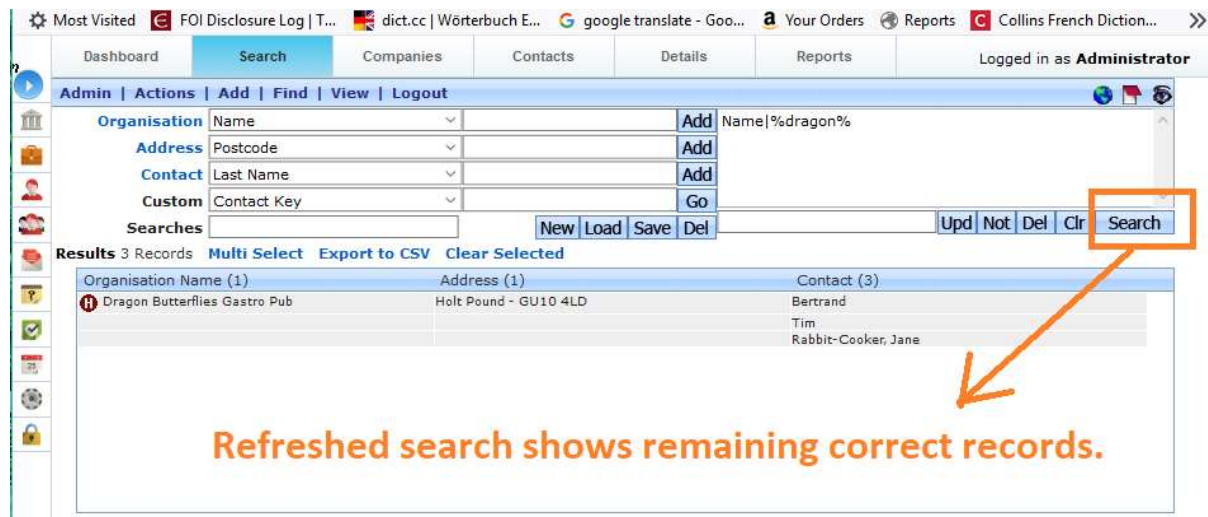 Most Visited FOI Disclosure Log | T... dict.cc | Wörterbuch E... google translate - Goo... Your Orders Reports Collins French Diction...
Dashboard Search Companies Contacts Details Reports Logged in as Administrator
Admin | Actions | Add | Find | View | Logout
Organisation Name Add Name|%dragon%
Address Postcode Add
Contact Last Name Add
Custom Contact Key Go
Searches New Load Save Del Upd Not Del Clr Search
Results 3 Records Multi Select Export to CSV Clear Selected
Organisation Name (1) Address (1) Contact (3)
H Dragon Butterflies Gastro Pub Holt Pound - GU10 4LD Bertrand
Tim
Rabbit-Cooker, Jane
Refreshed search shows remaining correct records.